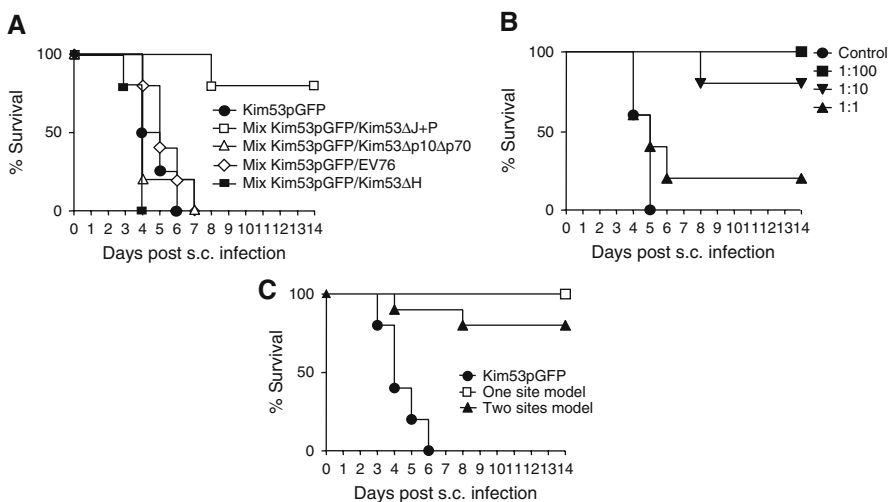 A
% Survival
100
50
0
0 1 2 3 4 5 6 7 8 9 10 11 12 13 14
Days post s.c. infection
Kim53pGFP
Mix Kim53pGFP/Kim53ΔJ+P
Mix Kim53pGFP/Kim53Δp10Δp70
Mix Kim53pGFP/EV76
Mix Kim53pGFP/Kim53ΔH
B
% Survival
100
50
0
0 1 2 3 4 5 6 7 8 9 10 11 12 13 14
Days post s.c. infection
Control
1:100
1:10
1:1
C
% Survival
100
50
0
0 1 2 3 4 5 6 7 8 9 10 11 12 13 14
Days post s.c. infection
Kim53pGFP
One site model
Two sites model